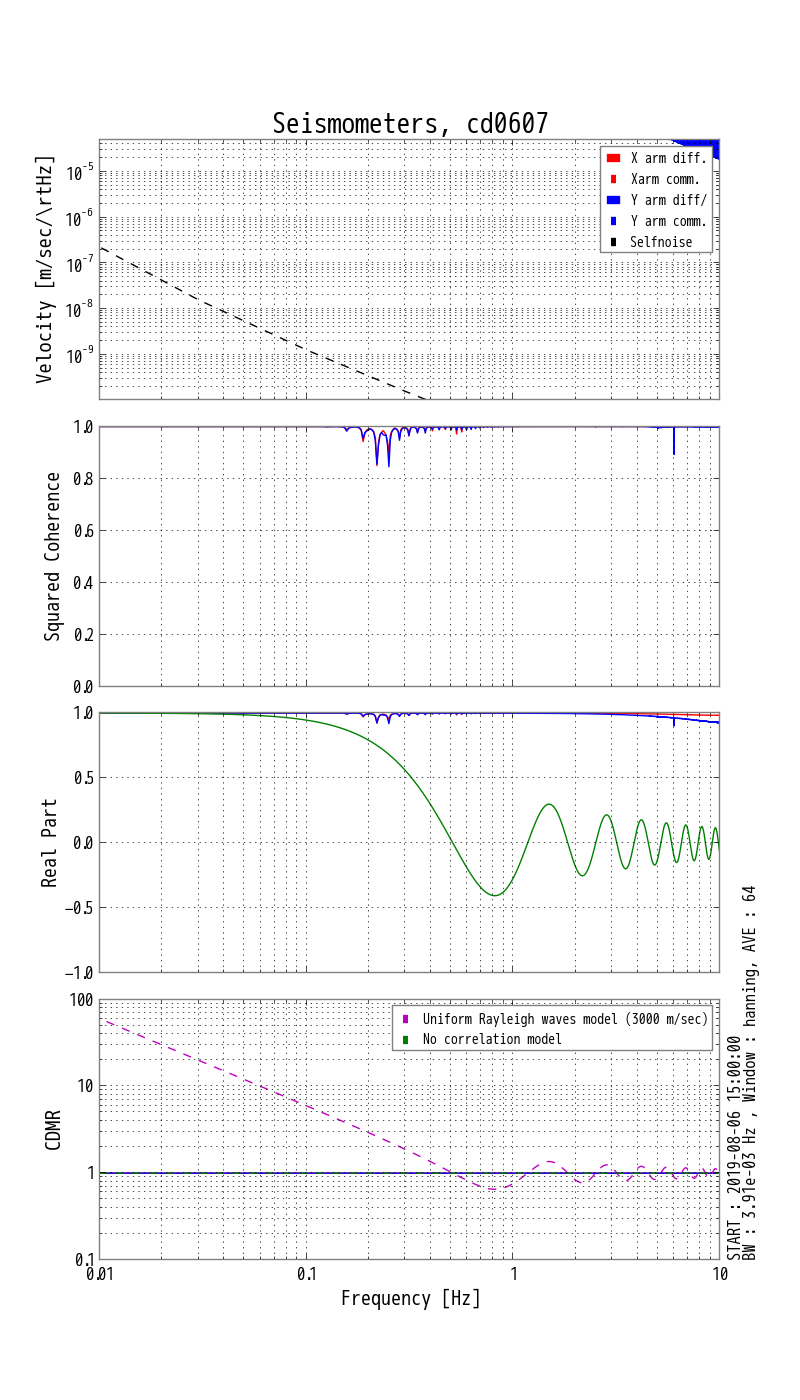 Seismometers, cd0607
Velocity [m/sec/\rtHz]
10^-5
10^-6
10^-7
10^-8
10^-9
X arm diff.
Xarm comm.
Y arm diff/
Y arm comm.
Selfnoise
Squared Coherence
1.0
0.8
0.6
0.4
0.2
0.0
Real Part
1.0
0.5
0.0
−0.5
−1.0
CDMR
100
10
1
0.1
Uniform Rayleigh waves model (3000 m/sec)
No correlation model
0.01
0.1
1
10
Frequency [Hz]
START : 2019-08-06 15:00:00
BW : 3.91e-03 Hz , Window : hanning, AVE : 64